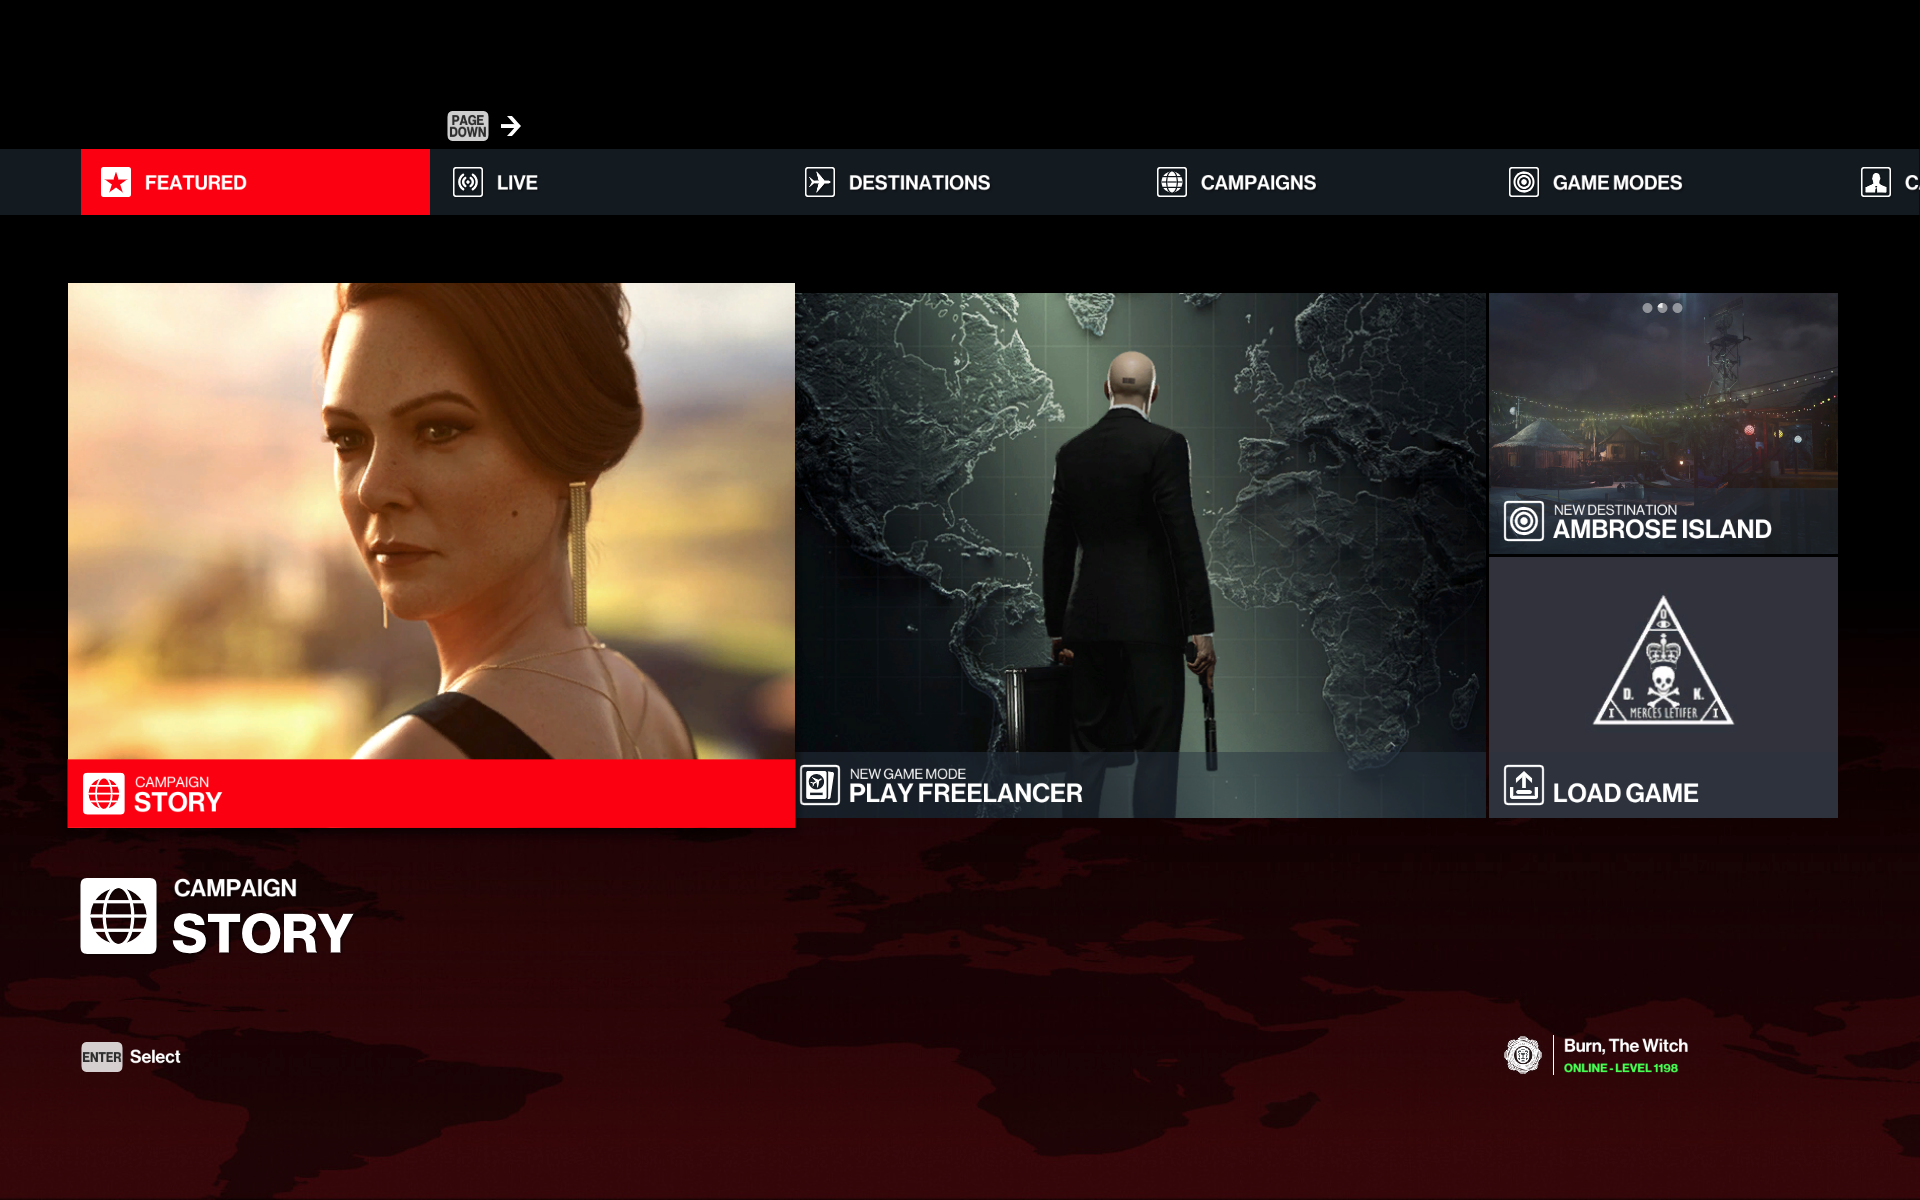 PAGE
DOWN
FEATURED
LIVE
DESTINATIONS
CAMPAIGNS
GAME MODES
CAMPAIGN
STORY
NEW GAME MODE
PLAY FREELANCER
NEW DESTINATION
AMBROSE ISLAND
D. K.
I MERCES LETIFER I
LOAD GAME
CAMPAIGN
STORY
ENTER Select
Burn, The Witch
ONLINE - LEVEL 1198